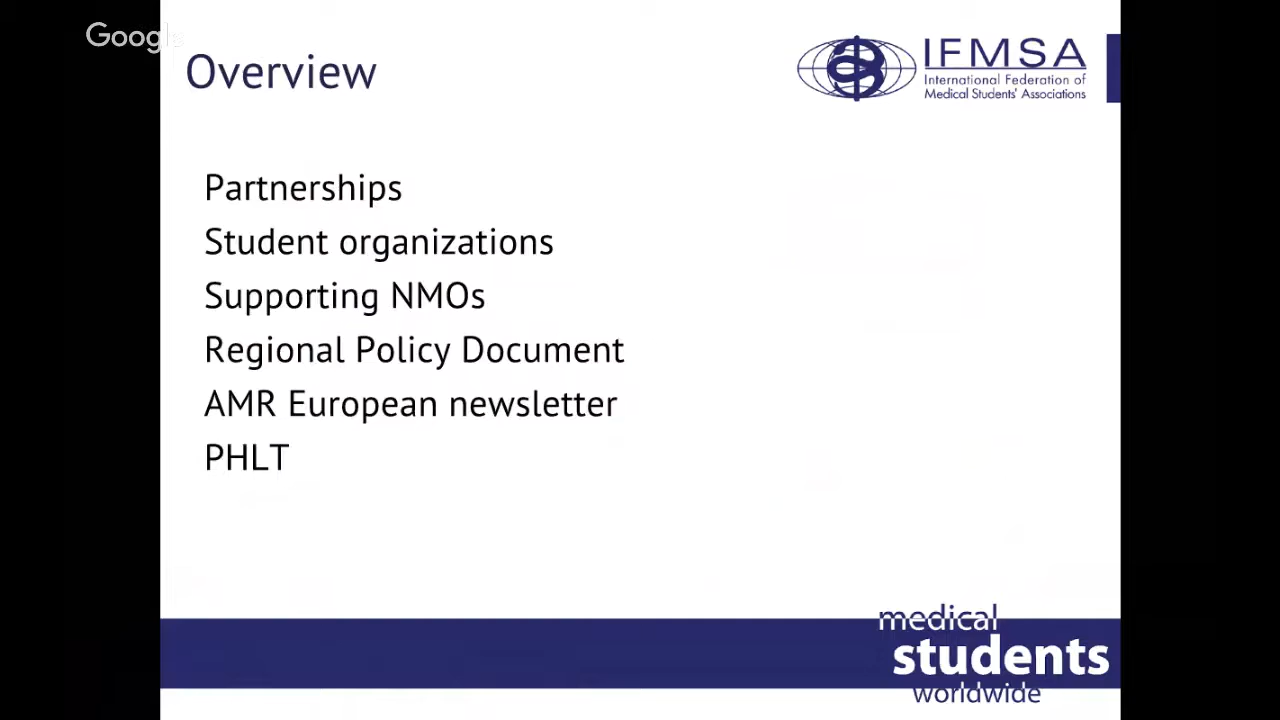 Google
Overview
IFMSA
International Federation of
Medical Students' Associations
Partnerships
Student organizations
Supporting NMOs
Regional Policy Document
AMR European newsletter
PHLT
medical
students
worldwide